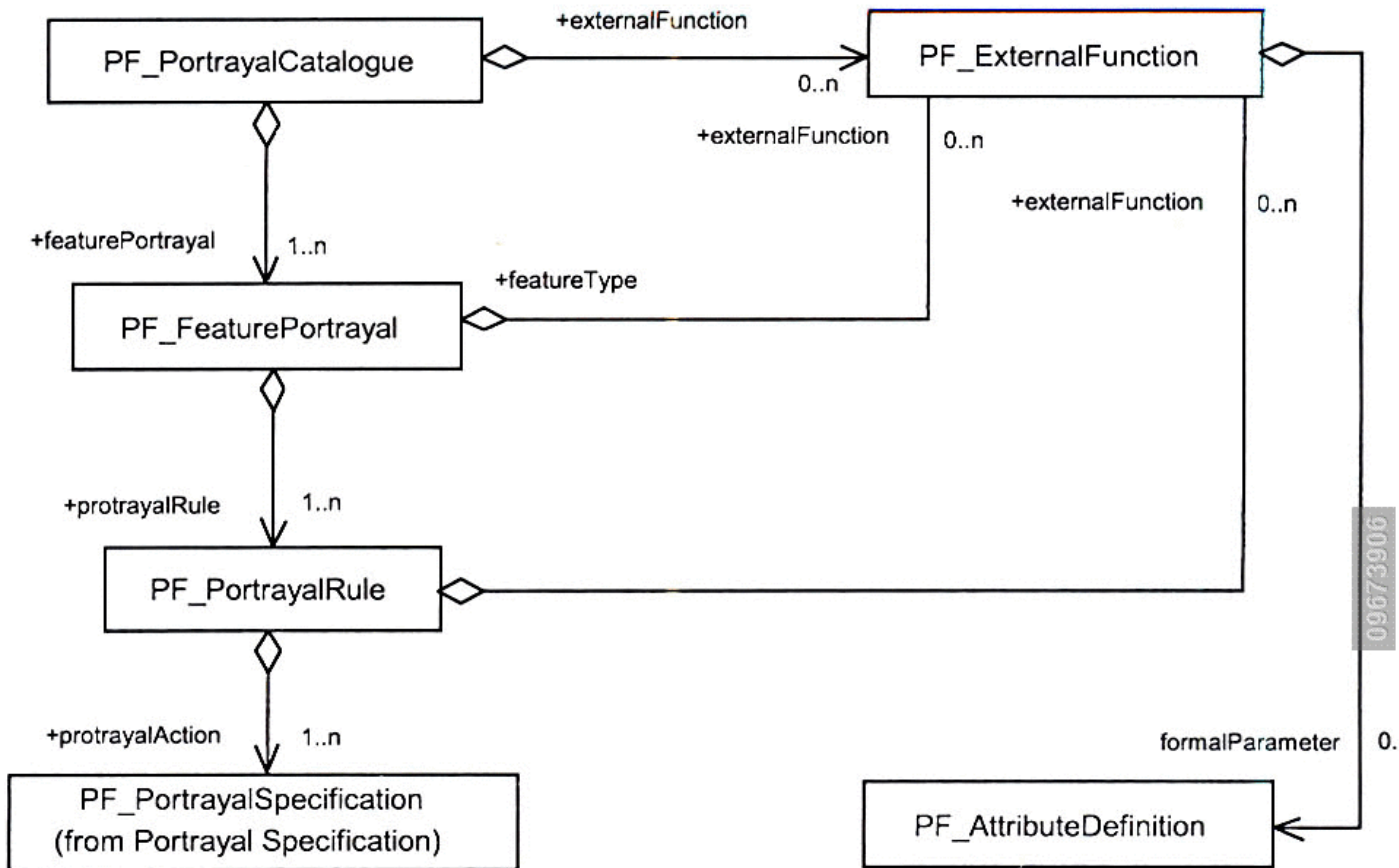 +externalFunction
PF_PortrayalCatalogue
PF_ExternalFunction
0..n
+externalFunction
0..n
+externalFunction
0..n
+featurePortrayal
1..n
+featureType
PF_FeaturePortrayal
+protrayalRule
1..n
09673906
PF_PortrayalRule
+protrayalAction
1..n
formalParameter
0.
PF_PortrayalSpecification
(from Portrayal Specification)
PF_AttributeDefinition